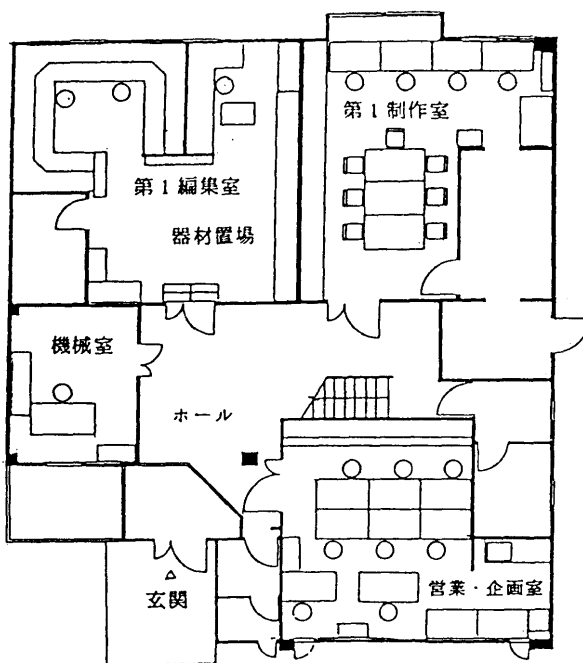 第1制作室
第1編集室
器材置場
機械室
ホール
営業・企画室
玄関